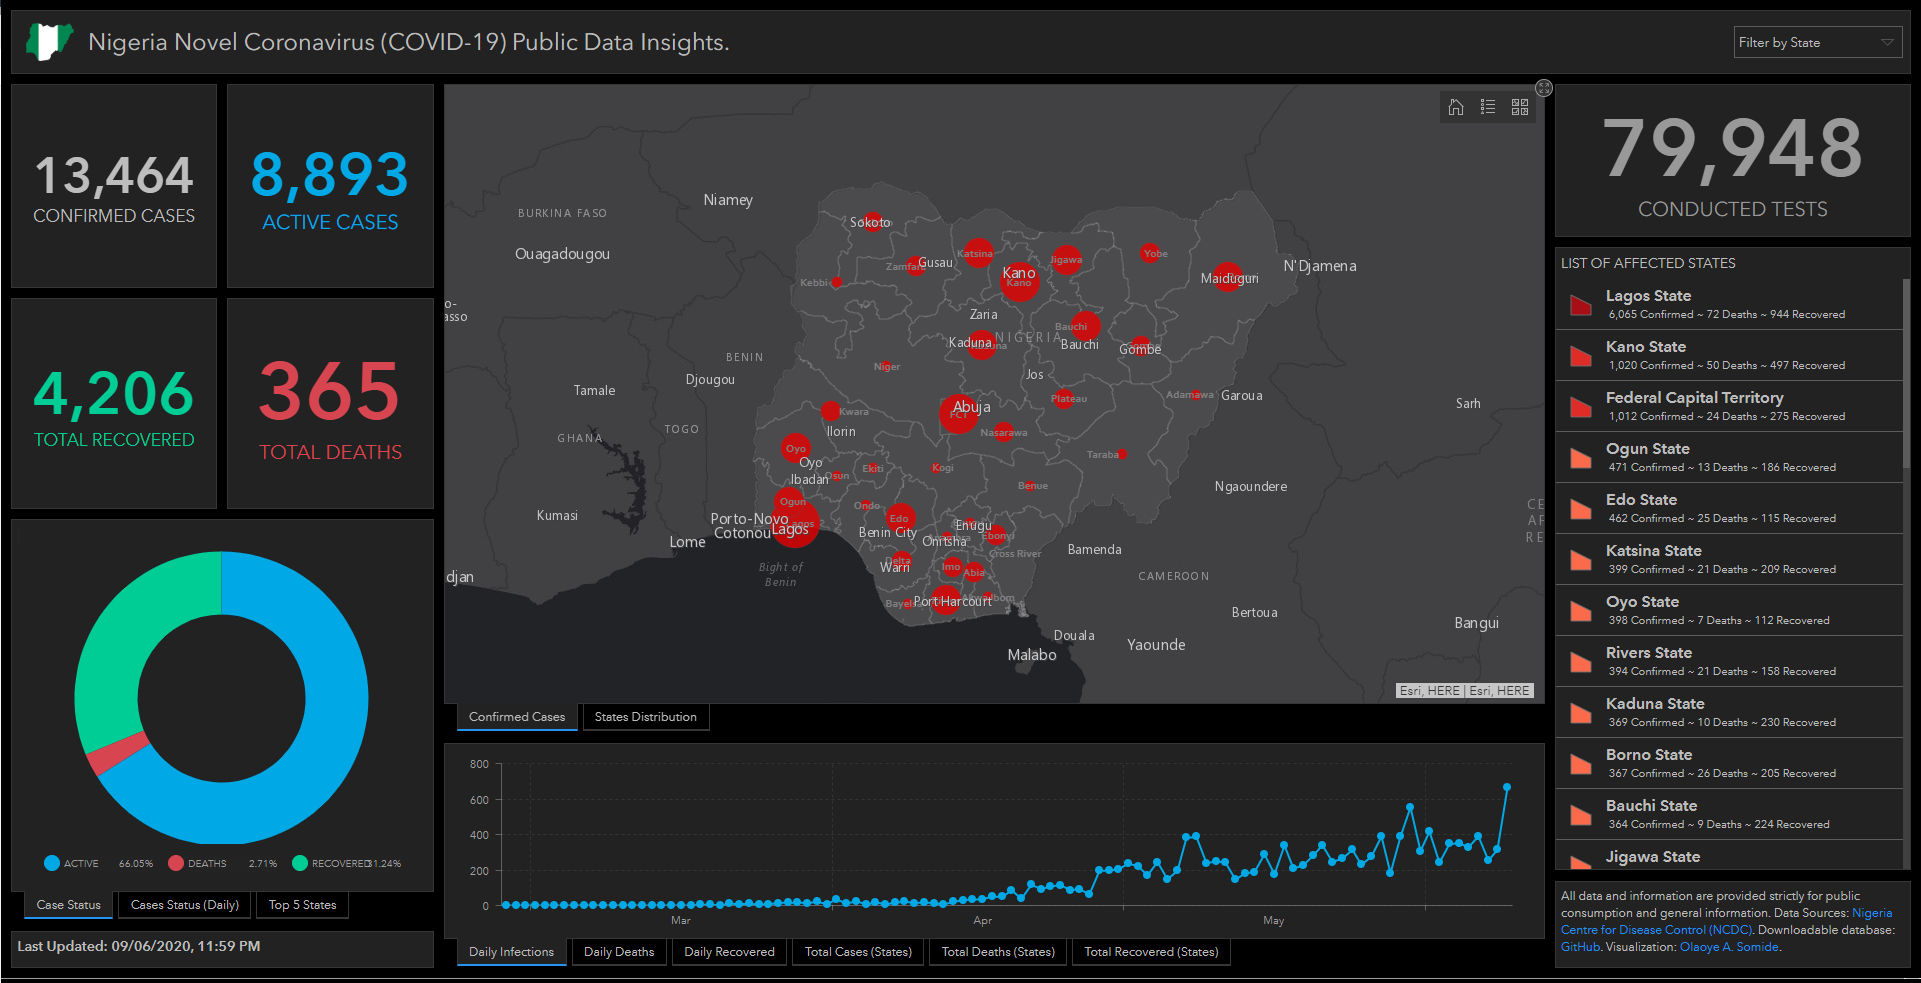 Nigeria Novel Coronavirus (COVID-19) Public Data Insights.
Filter by State
13,464
CONFIRMED CASES
8,893
ACTIVE CASES
4,206
TOTAL RECOVERED
365
TOTAL DEATHS
ACTIVE 66.05% DEATHS 2.71% RECOVERED 31.24%
Case Status
Cases Status (Daily)
Top 5 States
Last Updated: 09/06/2020, 11:59 PM
Niamey
BURKINA FASO
Ouagadougou
Sokoto
Gusau
Katsina
Kano
Kano
Jigawa
Yobe
Maiduguri
N'Djamena
Kebbi
o-
asso
Zaria
NIGERIA
Kaduna
Bauchi
Bauchi
Gombe
BENIN
Niger
Jos
Djougou
Tamale
Plateau
Adamawa
Garoua
Sarh
Abuja
FCT
Kwara
Ilorin
Nasarawa
TOGO
GHANA
Oyo
Oyo
Ibadan
Osun
Ekiti
Kogi
Taraba
Benue
Ngaoundere
Ogun
Ondo
Edo
Kumasi
Porto-Novo
Cotonou
Lagos
Lome
Benin City
Enugu
Onitsha
Ebonyi
Cross River
Bamenda
CE
AF
RE
Bight of
Benin
Delta
Warri
Imo
Abia
CAMEROON
djan
Port Harcourt
Bertoua
Bangui
Douala
Yaounde
Malabo
Esri, HERE | Esri, HERE
Confirmed Cases
States Distribution
800
600
400
200
0
Mar
Apr
May
Daily Infections
Daily Deaths
Daily Recovered
Total Cases (States)
Total Deaths (States)
Total Recovered (States)
79,948
CONDUCTED TESTS
LIST OF AFFECTED STATES
Lagos State
6,065 Confirmed ~ 72 Deaths ~ 944 Recovered
Kano State
1,020 Confirmed ~ 50 Deaths ~ 497 Recovered
Federal Capital Territory
1,012 Confirmed ~ 24 Deaths ~ 275 Recovered
Ogun State
471 Confirmed ~ 13 Deaths ~ 186 Recovered
Edo State
462 Confirmed ~ 25 Deaths ~ 115 Recovered
Katsina State
399 Confirmed ~ 21 Deaths ~ 209 Recovered
Oyo State
398 Confirmed ~ 7 Deaths ~ 112 Recovered
Rivers State
394 Confirmed ~ 21 Deaths ~ 158 Recovered
Kaduna State
369 Confirmed ~ 10 Deaths ~ 230 Recovered
Borno State
367 Confirmed ~ 26 Deaths ~ 205 Recovered
Bauchi State
364 Confirmed ~ 9 Deaths ~ 224 Recovered
Jigawa State
All data and information are provided strictly for public
consumption and general information. Data Sources: Nigeria
Centre for Disease Control (NCDC). Downloadable database:
GitHub. Visualization: Olaoye A. Somide.